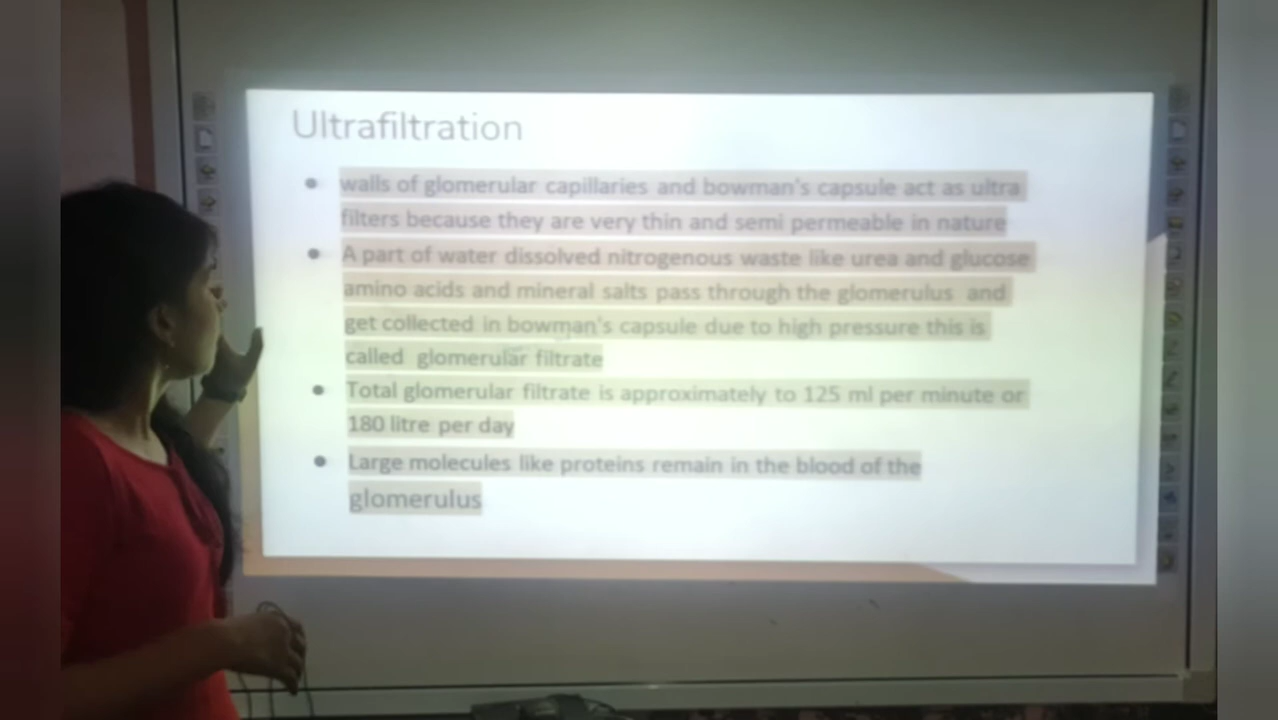 Ultrafiltration
• walls of glomerular capillaries and bowman's capsule act as ultra
filters because they are very thin and semi permeable in nature
• A part of water dissolved nitrogenous waste like urea and glucose
amino acids and mineral salts pass through the glomerulus and
get collected in bowman's capsule due to high pressure this is
called glomerular filtrate
• Total glomerular filtrate is approximately to 125 ml per minute or
180 litre per day
• Large molecules like proteins remain in the blood of the
glomerulus